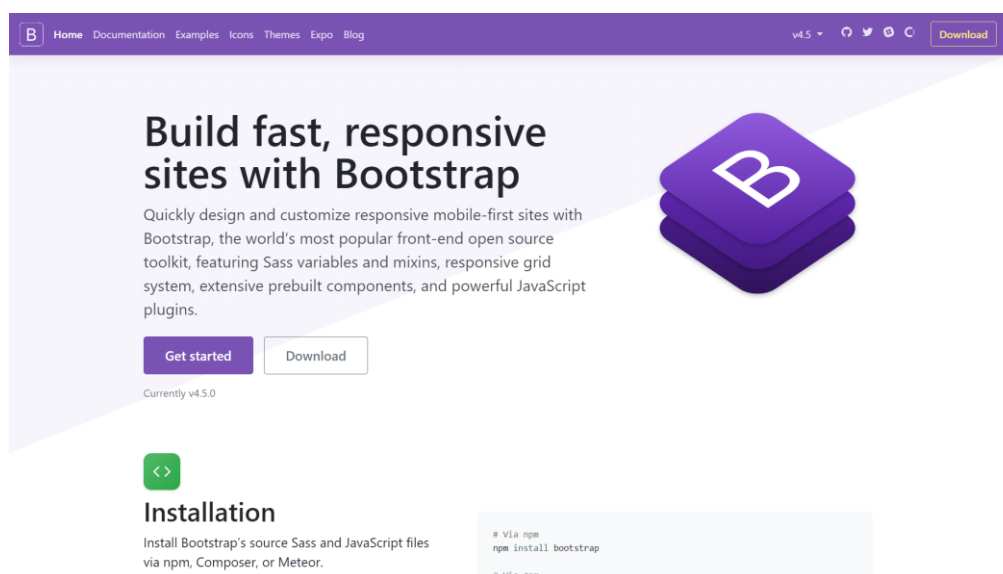 B Home Documentation Examples Icons Themes Expo Blog v4.5 Download
Build fast, responsive
sites with Bootstrap
B
Quickly design and customize responsive mobile-first sites with
Bootstrap, the world's most popular front-end open source
toolkit, featuring Sass variables and mixins, responsive grid
system, extensive prebuilt components, and powerful JavaScript
plugins.
Get started Download
Currently v4.5.0
<>
Installation
Install Bootstrap's source Sass and JavaScript files
via npm, Composer, or Meteor.
# Via npm
npm install bootstrap